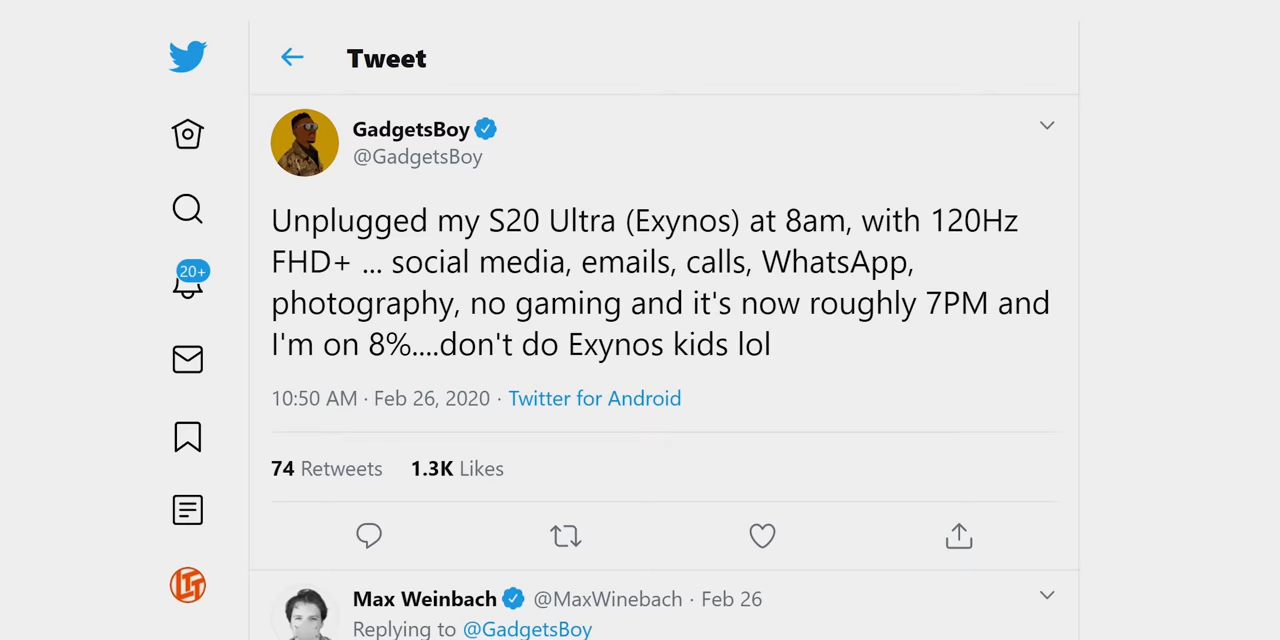 Tweet
GadgetsBoy
@GadgetsBoy
Unplugged my S20 Ultra (Exynos) at 8am, with 120Hz
FHD+ ... social media, emails, calls, WhatsApp,
photography, no gaming and it's now roughly 7PM and
I'm on 8%....don't do Exynos kids lol
10:50 AM · Feb 26, 2020 · Twitter for Android
74 Retweets 1.3K Likes
20+
LTT
Max Weinbach @MaxWinebach · Feb 26
Replying to @GadgetsBoy